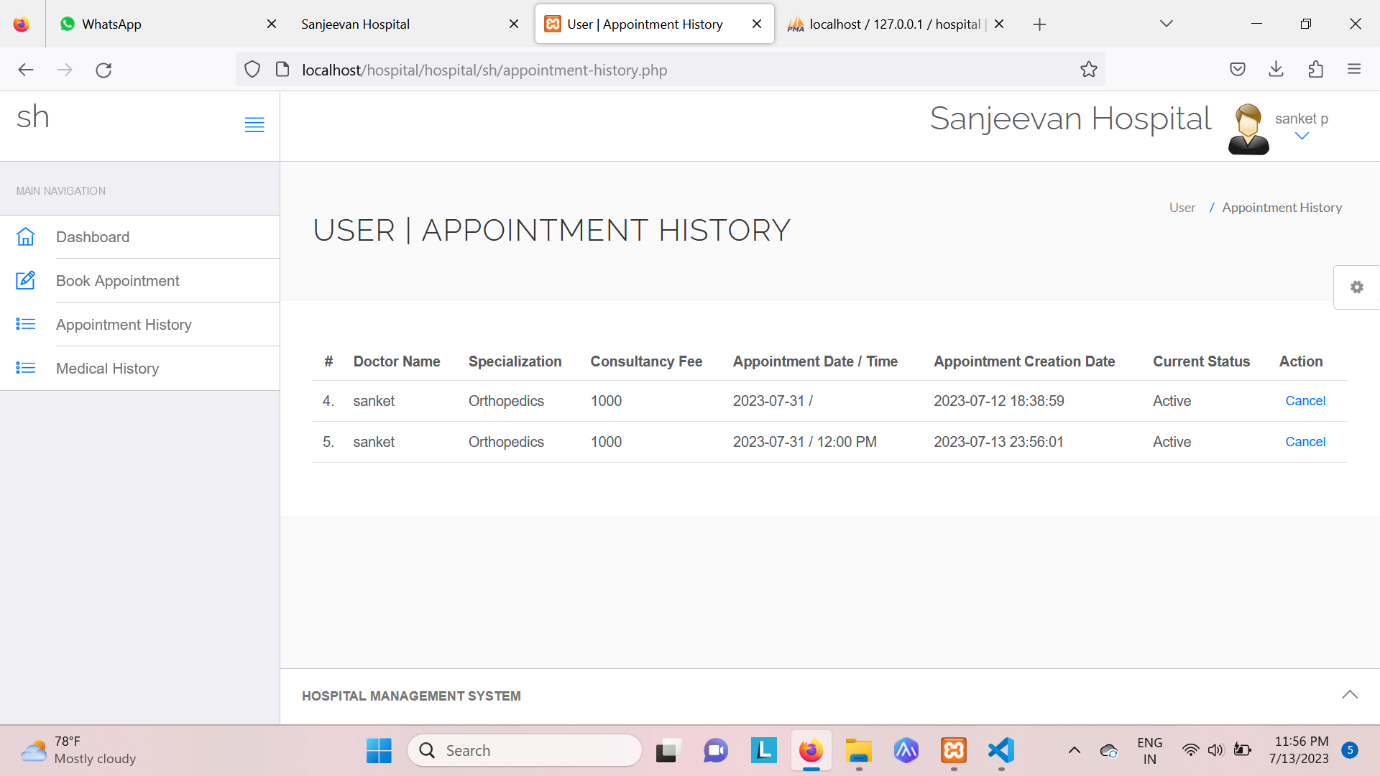 WhatsApp
Sanjeevan Hospital
User | Appointment History
PMA localhost / 127.0.0.1 / hospital |
localhost/hospital/hospital/sh/appointment-history.php
sh
Sanjeevan Hospital
sanket p
MAIN NAVIGATION
Dashboard
Book Appointment
Appointment History
Medical History
User / Appointment History
USER | APPOINTMENT HISTORY
# Doctor Name Specialization Consultancy Fee Appointment Date / Time Appointment Creation Date Current Status Action
4. sanket Orthopedics 1000 2023-07-31 / 2023-07-12 18:38:59 Active Cancel
5. sanket Orthopedics 1000 2023-07-31 / 12:00 PM 2023-07-13 23:56:01 Active Cancel
HOSPITAL MANAGEMENT SYSTEM
78°F
Mostly cloudy
Search
L
ENG
IN
11:56 PM
7/13/2023
5